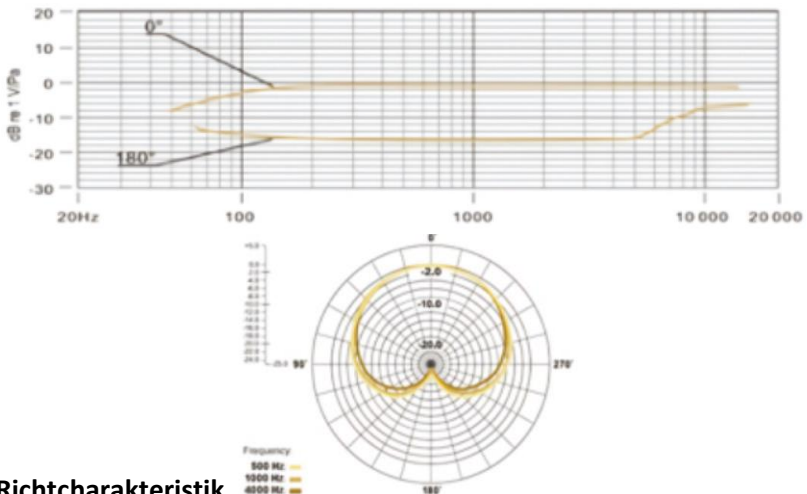 20
0°
10
0
dB re 1 V/Pa
-10
-20
180°
-30
20Hz 100 1000 10 000 20 000
0°
-2.0
-10.0
-20.0
90° 270°
Frequency
500 Hz
1000 Hz
4000 Hz
180°
Richtcharakteristik